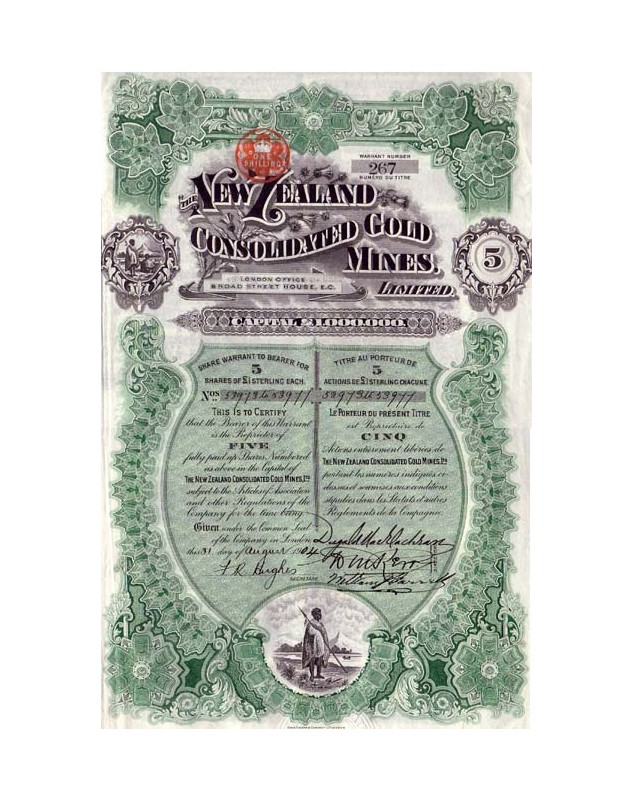 ONE
SHILLING
WARRANT NUMBER
267
NUMÉRO DU TITRE
THE NEW ZEALAND
CONSOLIDATED GOLD
MINES,
LIMITED.
5
LONDON OFFICE
BROAD STREET HOUSE, E.C.
CAPITAL £1,000,000.
SHARE WARRANT TO BEARER FOR
5
SHARES OF £1 STERLING EACH.
Nos
THIS IS TO CERTIFY
that the Bearer of this Warrant
is the Proprietor of
FIVE
fully paid up Shares Numbered
as above in the Capital of
THE NEW ZEALAND CONSOLIDATED GOLD MINES, Ltd
subject to the Articles of Association
and other Regulations of the
Company for the time being
Given under the Common Seal
of the Company in London
this 31 day of August 1904
F R Hughes
SECRETAIRE
TITRE AU PORTEUR DE
5
ACTIONS DE £1 STERLING CHACUNE
LE PORTEUR DU PRÉSENT TITRE
est Propriétaire de
CINQ
Actions entièrement libérées de
THE NEW ZEALAND CONSOLIDATED GOLD MINES, Ltd
portant les numéros indiqués ci-
dessus et soumises aux conditions
stipulées dans les Statuts et autres
Règlements de la Compagnie.